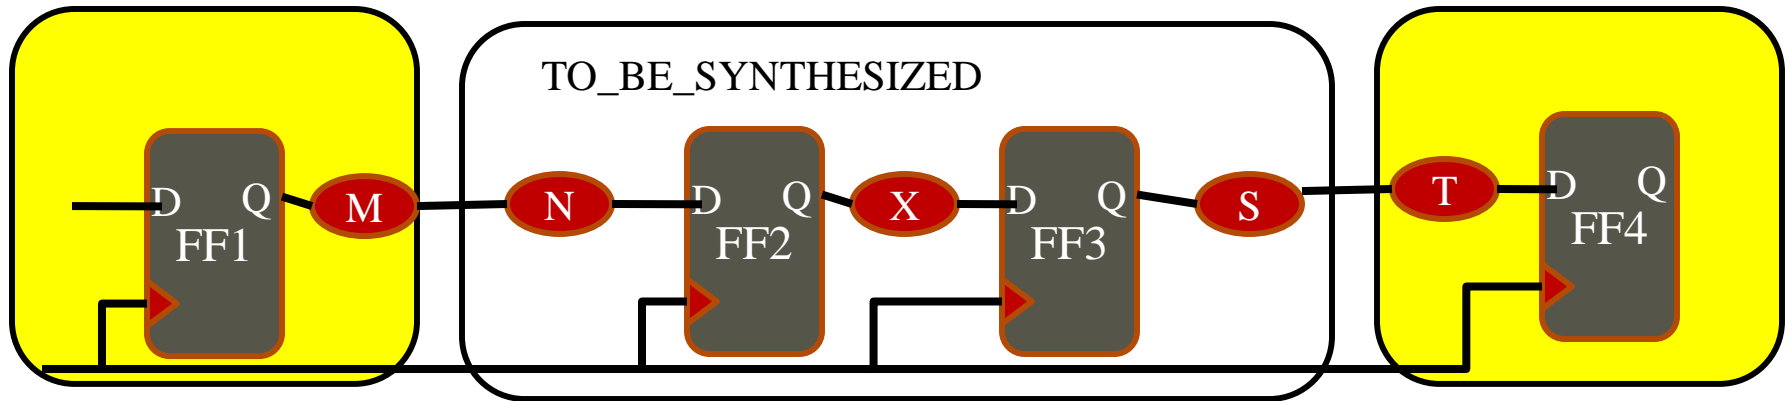 TO_BE_SYNTHESIZED
D Q
FF1
M
N
D Q
FF2
X
D Q
FF3
S
T
D Q
FF4